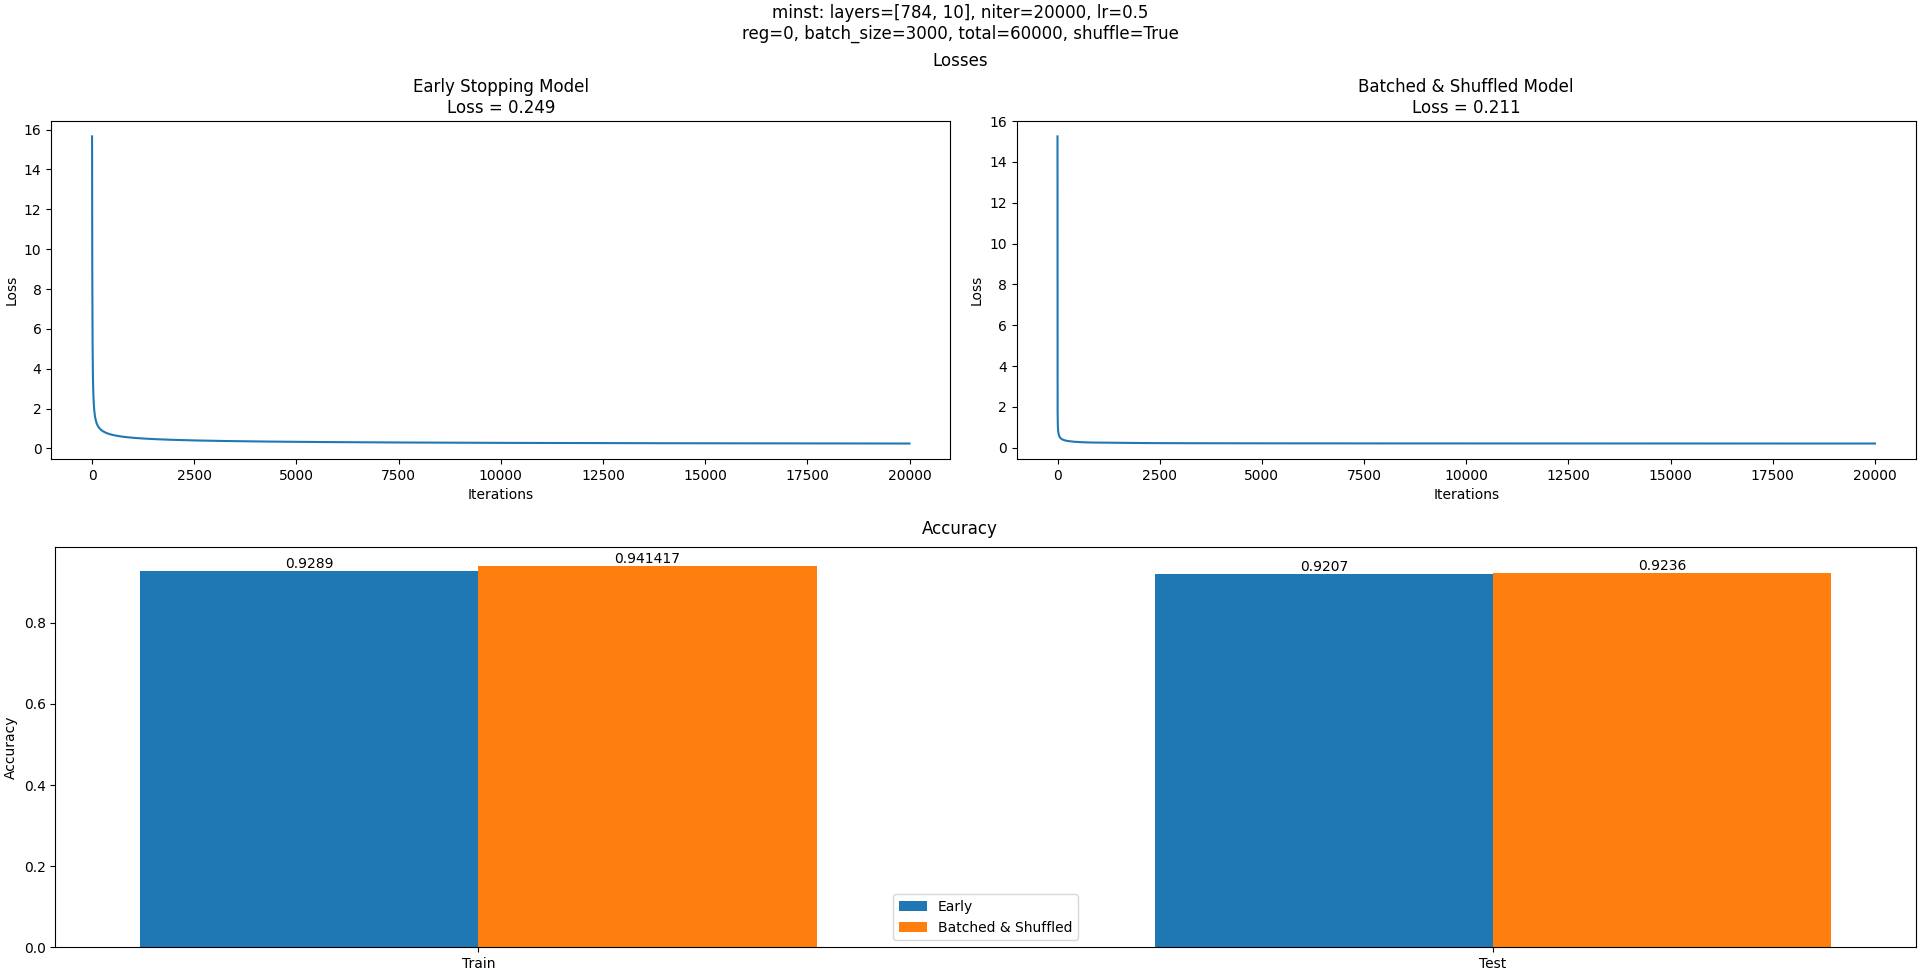 minst: layers=[784, 10], niter=20000, lr=0.5
reg=0, batch_size=3000, total=60000, shuffle=True
Losses
Early Stopping Model
Loss = 0.249
16
14
12
10
8
6
4
2
0
Loss
0 2500 5000 7500 10000 12500 15000 17500 20000
Iterations
Batched & Shuffled Model
Loss = 0.211
16
14
12
10
8
6
4
2
0
Loss
0 2500 5000 7500 10000 12500 15000 17500 20000
Iterations
Accuracy
0.9289 0.941417 0.9207 0.9236
0.8
0.6
0.4
0.2
0.0
Accuracy
Early
Batched & Shuffled
Train Test